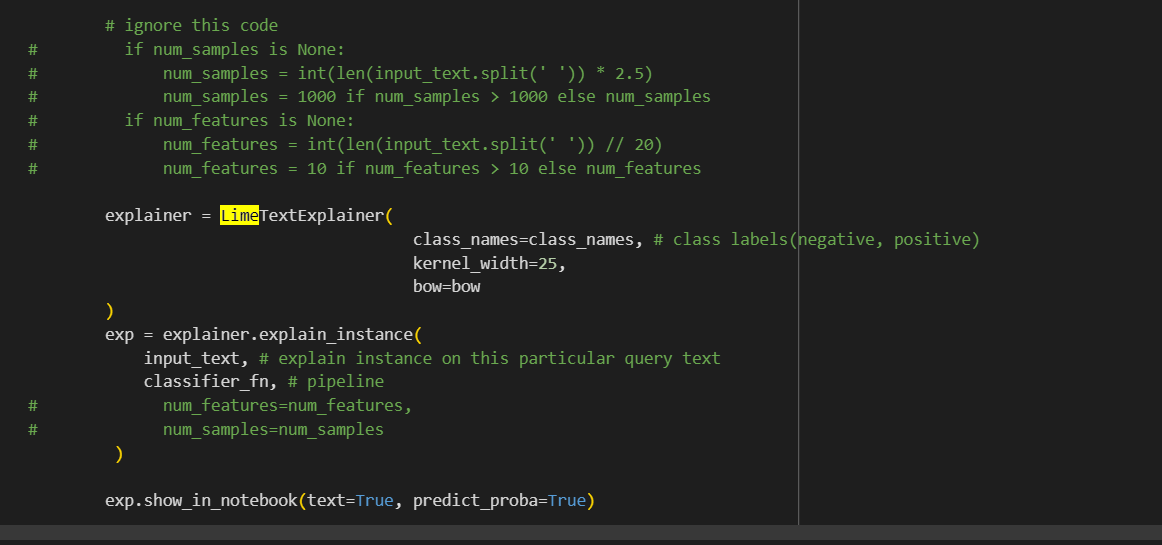 # ignore this code
# if num_samples is None:
# num_samples = int(len(input_text.split(' ')) * 2.5)
# num_samples = 1000 if num_samples > 1000 else num_samples
# if num_features is None:
# num_features = int(len(input_text.split(' ')) // 20)
# num_features = 10 if num_features > 10 else num_features
explainer = LimeTextExplainer(
class_names=class_names, # class labels(negative, positive)
kernel_width=25,
bow=bow
)
exp = explainer.explain_instance(
input_text, # explain instance on this particular query text
classifier_fn, # pipeline
# num_features=num_features,
# num_samples=num_samples
)
exp.show_in_notebook(text=True, predict_proba=True)